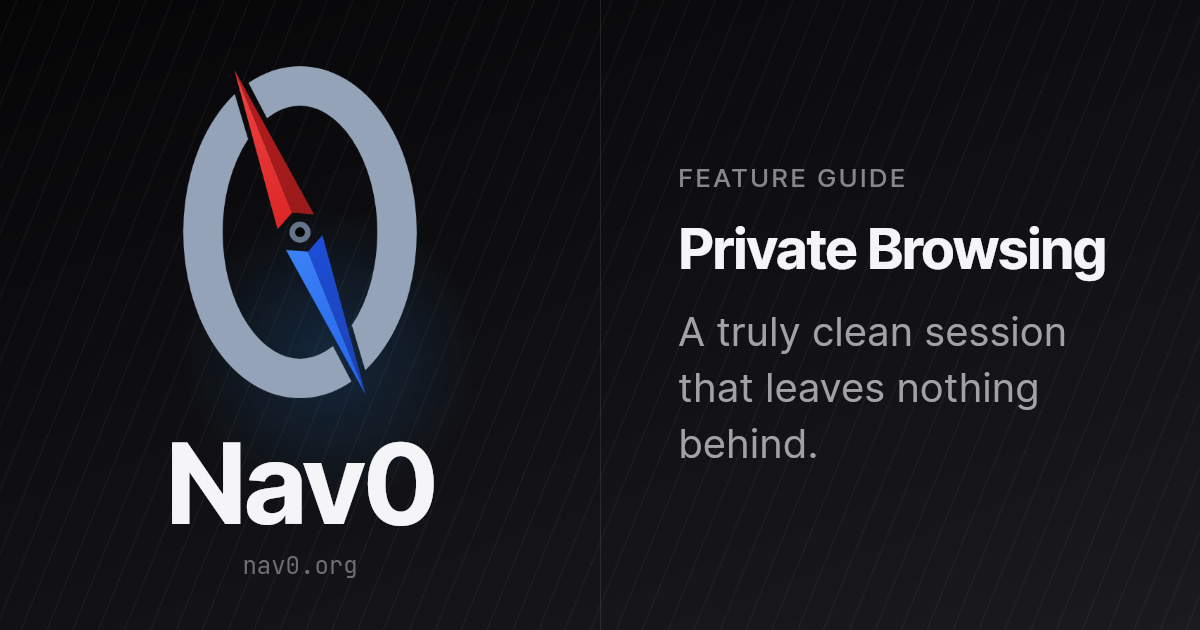 Nav0
nav0.org
FEATURE GUIDE
Private Browsing
A truly clean session
that leaves nothing
behind.